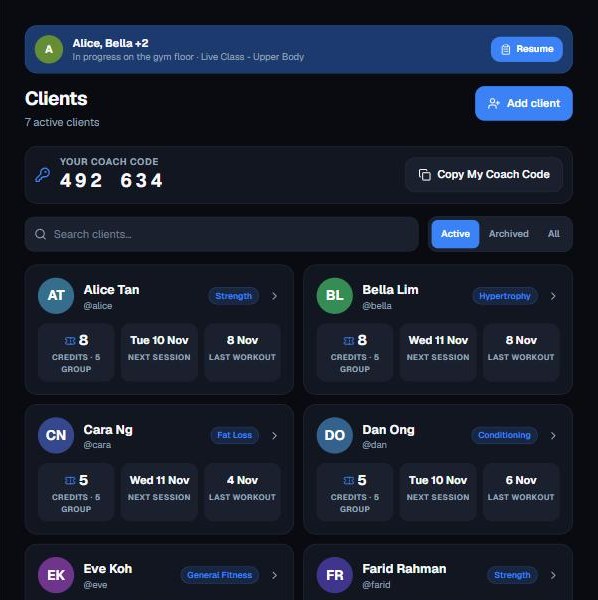 A
Alice, Bella +2
In progress on the gym floor · Live Class - Upper Body
Resume
Clients
7 active clients
Add client
YOUR COACH CODE
492 634
Copy My Coach Code
Search clients...
Active Archived All
AT
Alice Tan
@alice
Strength
8
CREDITS · 5 GROUP
Tue 10 Nov
NEXT SESSION
8 Nov
LAST WORKOUT
BL
Bella Lim
@bella
Hypertrophy
8
CREDITS · 5 GROUP
Wed 11 Nov
NEXT SESSION
8 Nov
LAST WORKOUT
CN
Cara Ng
@cara
Fat Loss
5
CREDITS · 5 GROUP
Wed 11 Nov
NEXT SESSION
4 Nov
LAST WORKOUT
DO
Dan Ong
@dan
Conditioning
5
CREDITS · 5 GROUP
Tue 10 Nov
NEXT SESSION
6 Nov
LAST WORKOUT
EK
Eve Koh
@eve
General Fitness
FR
Farid Rahman
@farid
Strength